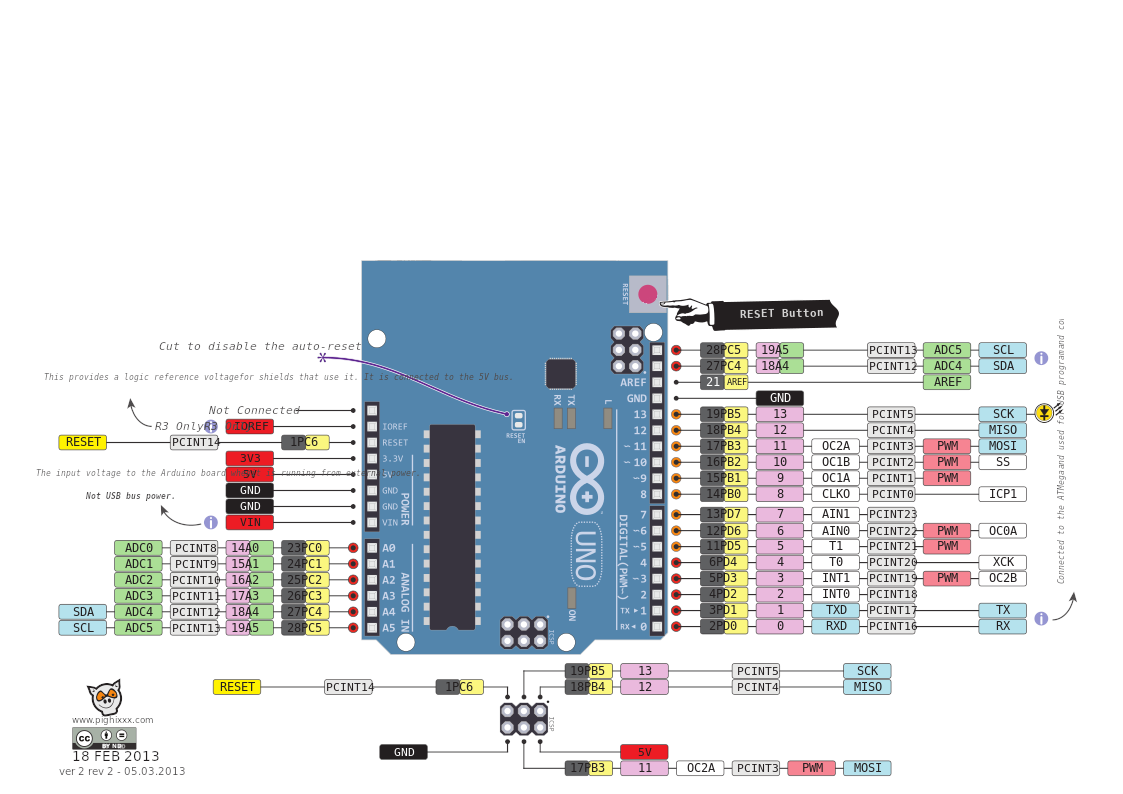 RESET
RESET Button
Cut to disable the auto-reset
This provides a logic reference voltagefor shields that use it. It is connected to the 5V bus.
Not Connected
R3 Only
IOREF
RESET PCINT14 1 PC6
3V3
The input voltage to the Arduino board when it is running from external power.
5V
GND
Not USB bus power.
GND
VIN
ADC0 PCINT8 14 A0 23 PC0
ADC1 PCINT9 15 A1 24 PC1
ADC2 PCINT10 16 A2 25 PC2
ADC3 PCINT11 17 A3 26 PC3
SDA ADC4 PCINT12 18 A4 27 PC4
SCL ADC5 PCINT13 19 A5 28 PC5
IOREF
RESET
3.3V
5V
GND
GND
VIN
POWER
A0
A1
A2
A3
A4
A5
ANALOG IN
RESET
EN
RX
TX
L
ARDUINO
UNO
ON
ICSP
AREF
GND
13
12
~11
~10
~9
8
7
~6
~5
4
~3
2
TX ▸ 1
RX ◂ 0
DIGITAL(PWM~)
28 PC5 19 A5 PCINT13 ADC5 SCL
27 PC4 18 A4 PCINT12 ADC4 SDA
21 AREF AREF
GND
19 PB5 13 PCINT5 SCK
18 PB4 12 PCINT4 MISO
17 PB3 11 OC2A PCINT3 PWM MOSI
16 PB2 10 OC1B PCINT2 PWM SS
15 PB1 9 OC1A PCINT1 PWM
14 PB0 8 CLKO PCINT0 ICP1
13 PD7 7 AIN1 PCINT23
12 PD6 6 AIN0 PCINT22 PWM OC0A
11 PD5 5 T1 PCINT21 PWM
6 PD4 4 T0 PCINT20 XCK
5 PD3 3 INT1 PCINT19 PWM OC2B
4 PD2 2 INT0 PCINT18
3 PD1 1 TXD PCINT17 TX
2 PD0 0 RXD PCINT16 RX
Connected to the ATMega and used for USB program and co
19 PB5 13 PCINT5 SCK
RESET PCINT14 1 PC6
18 PB4 12 PCINT4 MISO
ICSP
GND
5V
17 PB3 11 OC2A PCINT3 PWM MOSI
www.pighixxx.com
cc BY ND
18 FEB 2013
ver 2 rev 2 - 05.03.2013